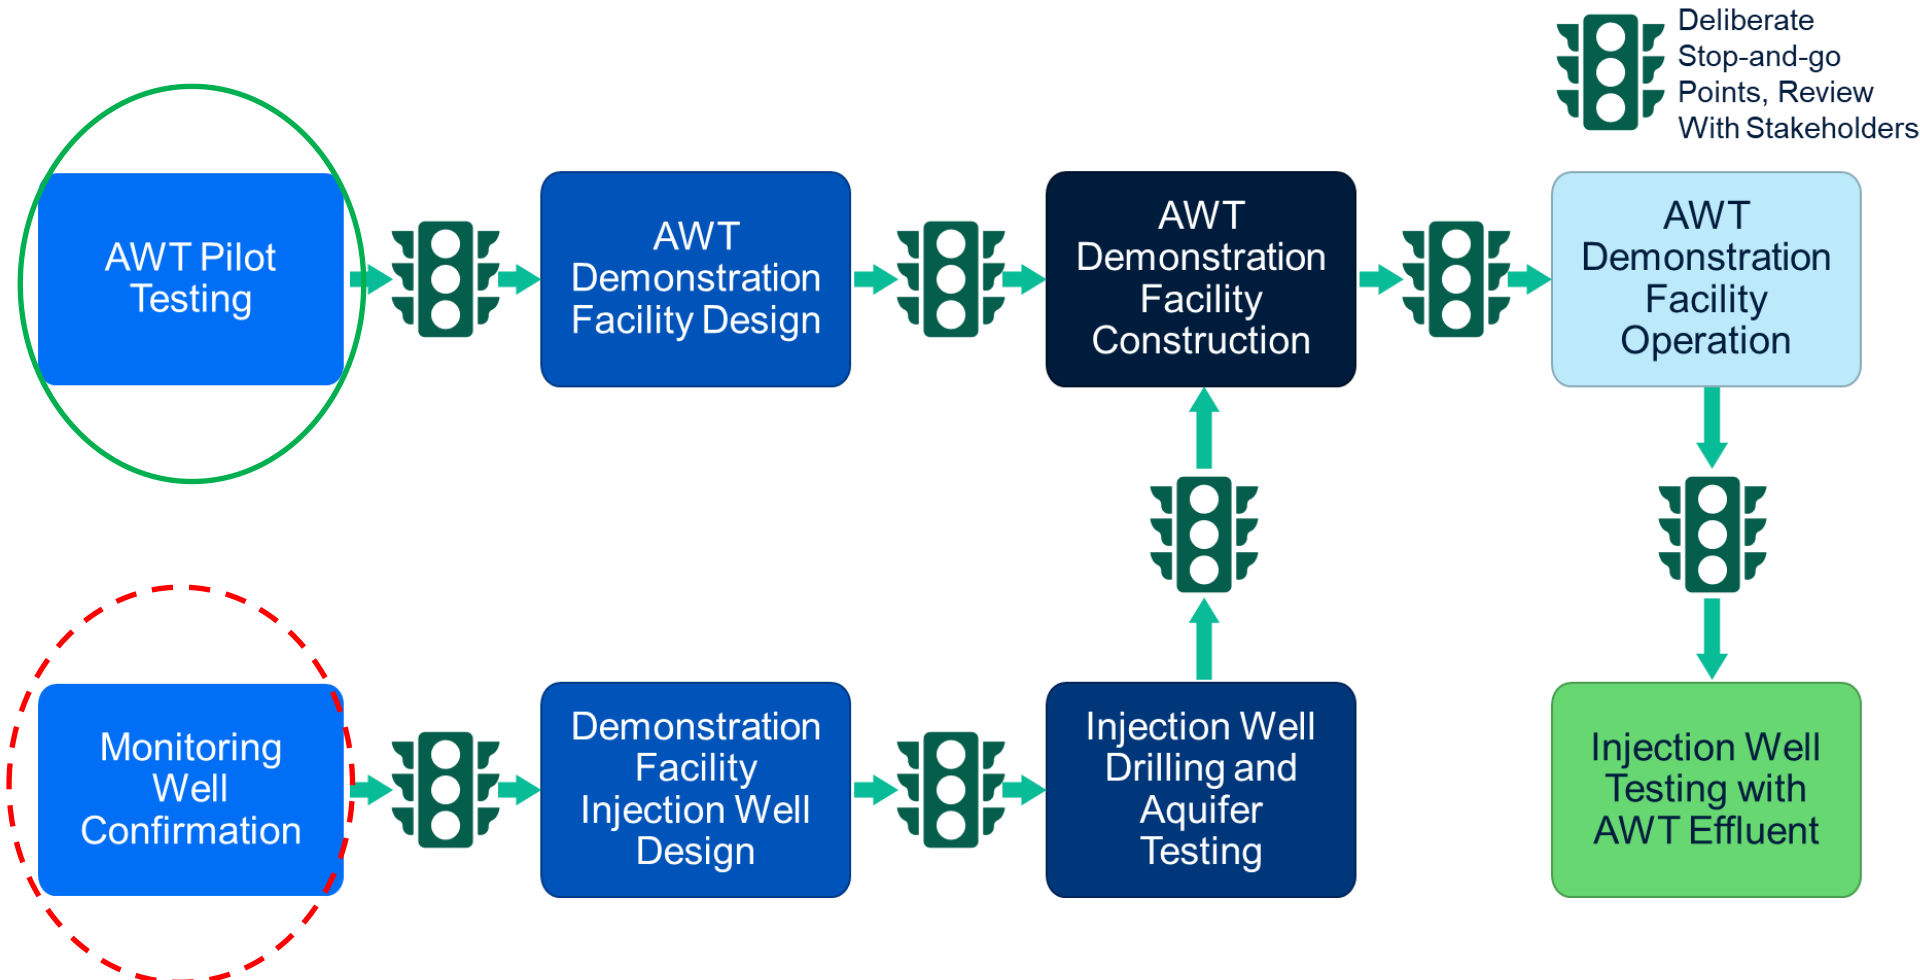 Deliberate
Stop-and-go
Points, Review
With Stakeholders
AWT Pilot
Testing
AWT
Demonstration
Facility Design
AWT
Demonstration
Facility
Construction
AWT
Demonstration
Facility
Operation
Monitoring
Well
Confirmation
Demonstration
Facility
Injection Well
Design
Injection Well
Drilling and
Aquifer
Testing
Injection Well
Testing with
AWT Effluent